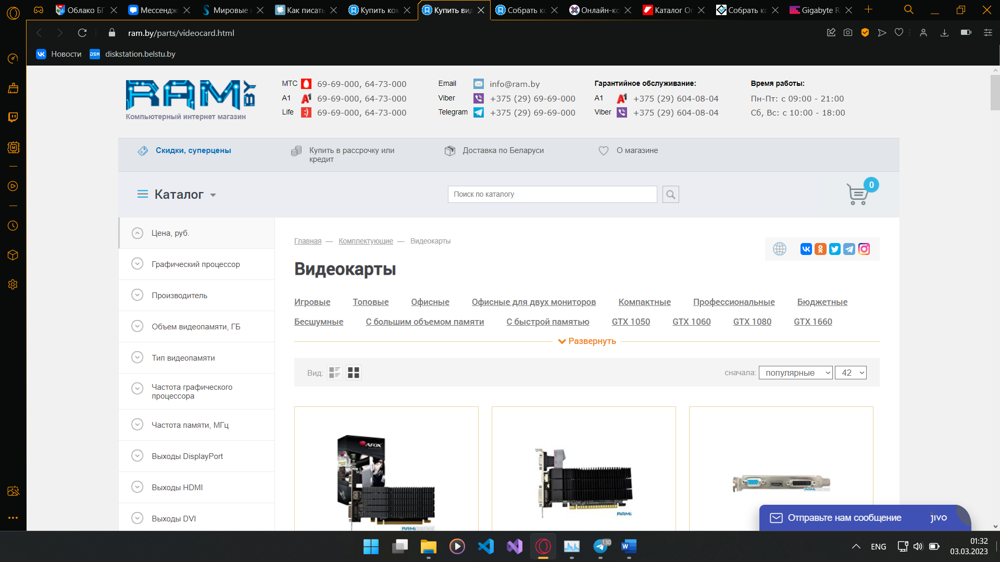 Облако БГ
Мессендж
Мировые
Как писать
Купить ко
Купить вид
Собрать ко
Онлайн-ко
Каталог Он
Собрать ко
Gigabyte R
ram.by/parts/videocard.html
Новости
DSM
diskstation.belstu.by
RAM BY
Компьютерный интернет магазин
МТС 69-69-000, 64-73-000
A1 69-69-000, 64-73-000
Life 69-69-000, 64-73-000
Email info@ram.by
Viber +375 (29) 69-69-000
Telegram +375 (29) 69-69-000
Гарантийное обслуживание:
A1 +375 (29) 604-08-04
Viber +375 (29) 604-08-04
Время работы:
Пн-Пт: с 09:00 - 21:00
Сб, Вс: с 10:00 - 18:00
Скидки, суперцены
Купить в рассрочку или
кредит
Доставка по Беларуси
О магазине
Каталог
Поиск по каталогу
0
Цена, руб.
Графический процессор
Производитель
Объем видеопамяти, ГБ
Тип видеопамяти
Частота графического
процессора
Частота памяти, МГц
Выходы DisplayPort
Выходы HDMI
Выходы DVI
Главная — Комплектующие — Видеокарты
Видеокарты
Игровые Топовые Офисные Офисные для двух мониторов Компактные Профессиональные Бюджетные
Бесшумные С большим объемом памяти С быстрой памятью GTX 1050 GTX 1060 GTX 1080 GTX 1660
Развернуть
Вид:
сначала: популярные 42
AFOX
RAM
RAM
RAM
Отправьте нам сообщение jivo
130
ENG
01:32
03.03.2023